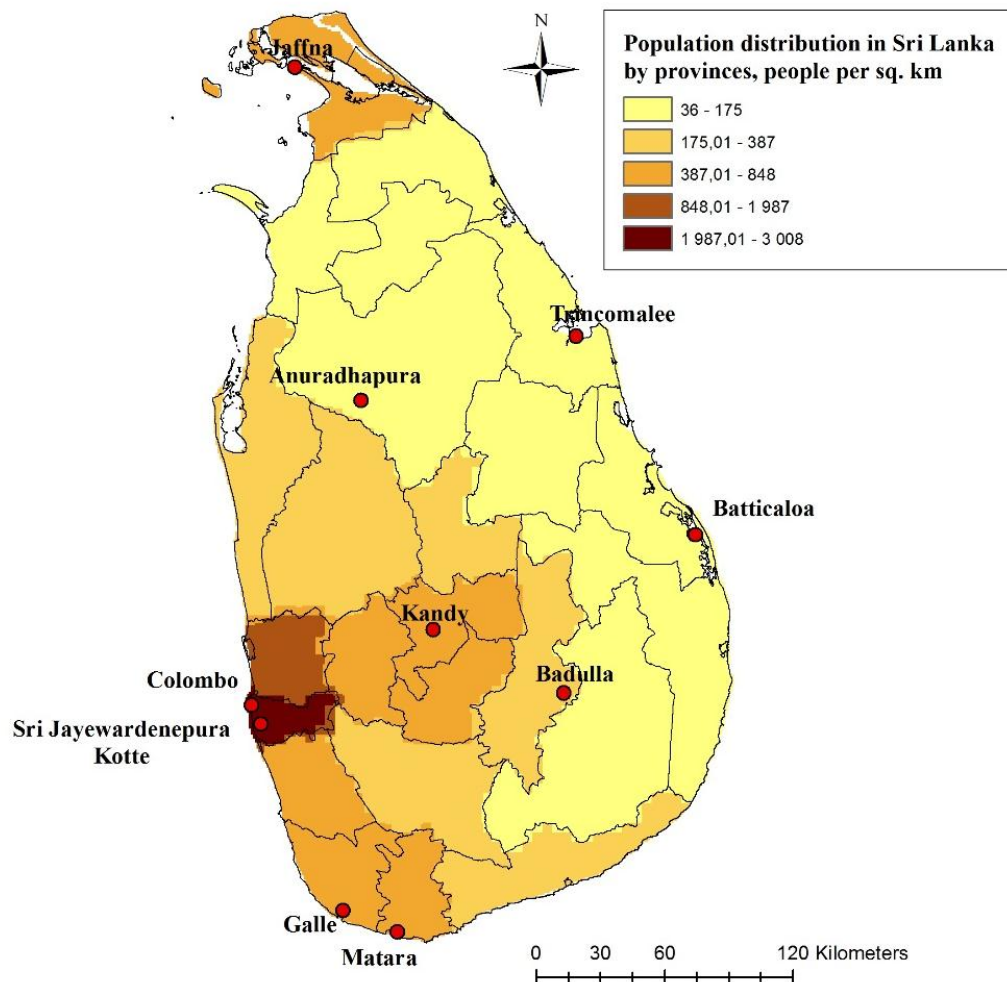 N
Population distribution in Sri Lanka
by provinces, people per sq. km
36 - 175
175,01 - 387
387,01 - 848
848,01 - 1 987
1 987,01 - 3 008
Jaffna
Trincomalee
Anuradhapura
Batticaloa
Kandy
Badulla
Colombo
Sri Jayewardenepura
Kotte
Galle
Matara
0 30 60 120 Kilometers